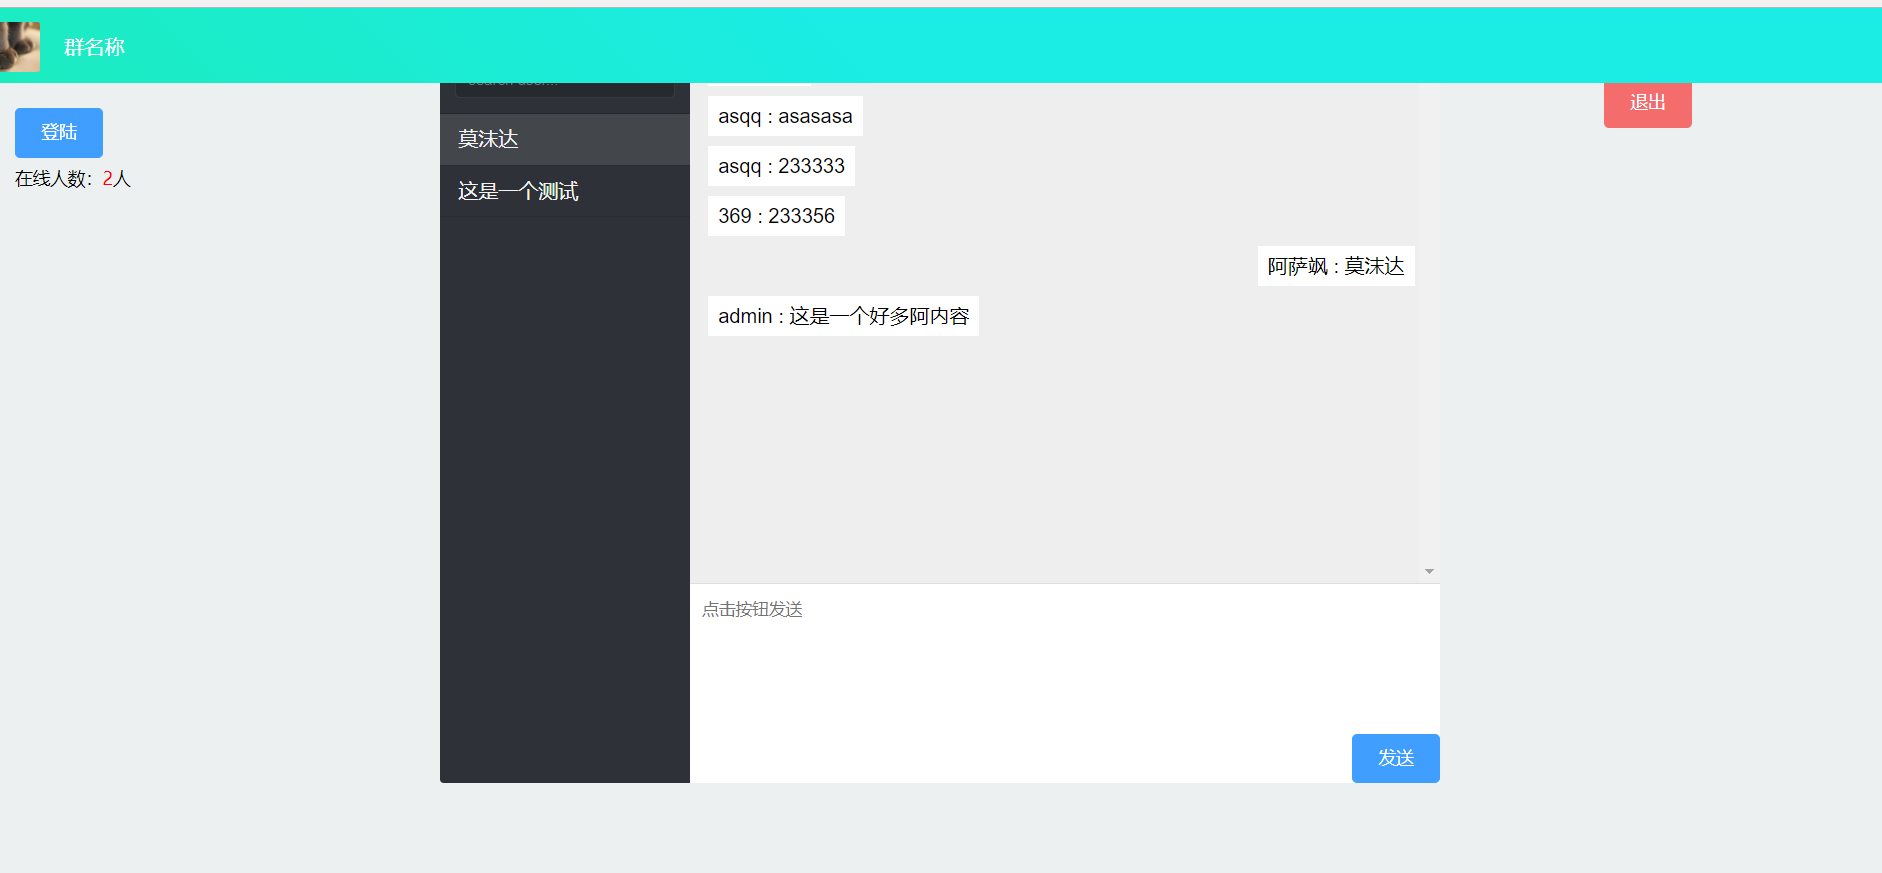 群名称
登陆
在线人数：2人
莫沫达
这是一个测试
asqq : asasasa
asqq : 233333
369 : 233356
阿萨飒 : 莫沫达
admin : 这是一个好多阿内容
点击按钮发送
发送
退出